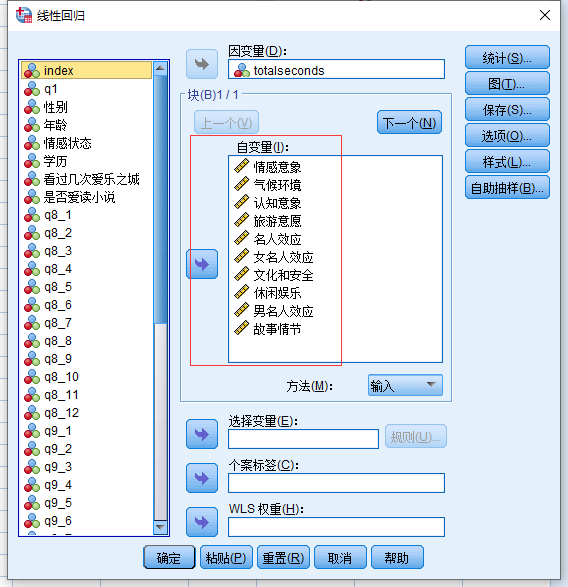 线性回归
index
q1
性别
年龄
情感状态
学历
看过几次爱乐之城
是否爱读小说
q8_1
q8_2
q8_3
q8_4
q8_5
q8_6
q8_7
q8_8
q8_9
q8_10
q8_11
q8_12
q9_1
q9_2
q9_3
q9_4
q9_5
q9_6
因变量(D):
totalseconds
块(B)1 / 1
上一个(V)
下一个(N)
自变量(I):
情感意象
气候环境
认知意象
旅游意愿
名人效应
女名人效应
文化和安全
休闲娱乐
男名人效应
故事情节
方法(M):
输入
选择变量(E):
规则(U)...
个案标签(C):
WLS 权重(H):
统计(S)...
图(T)...
保存(S)...
选项(O)...
样式(L)...
自助抽样(B)...
确定
粘贴(P)
重置(R)
取消
帮助